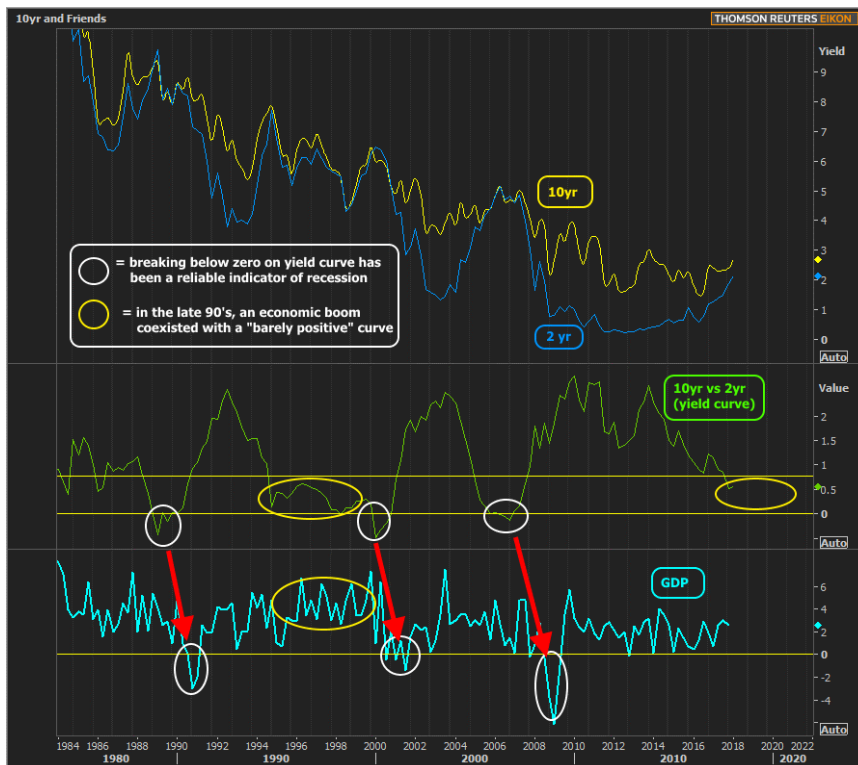 10yr and Friends
THOMSON REUTERS EIKON
Yield
9
8
7
6
5
4
3
2
1
0
Auto
10yr
2 yr
= breaking below zero on yield curve has
been a reliable indicator of recession
= in the late 90's, an economic boom
coexisted with a "barely positive" curve
Value
2
1.5
1
0.5
0
Auto
10yr vs 2yr
(yield curve)
GDP
6
4
2
0
-2
-4
Auto
1984 1986 1988 1990 1992 1994 1996 1998 2000 2002 2004 2006 2008 2010 2012 2014 2016 2018 2020 2022
1980 1990 2000 2010 2020